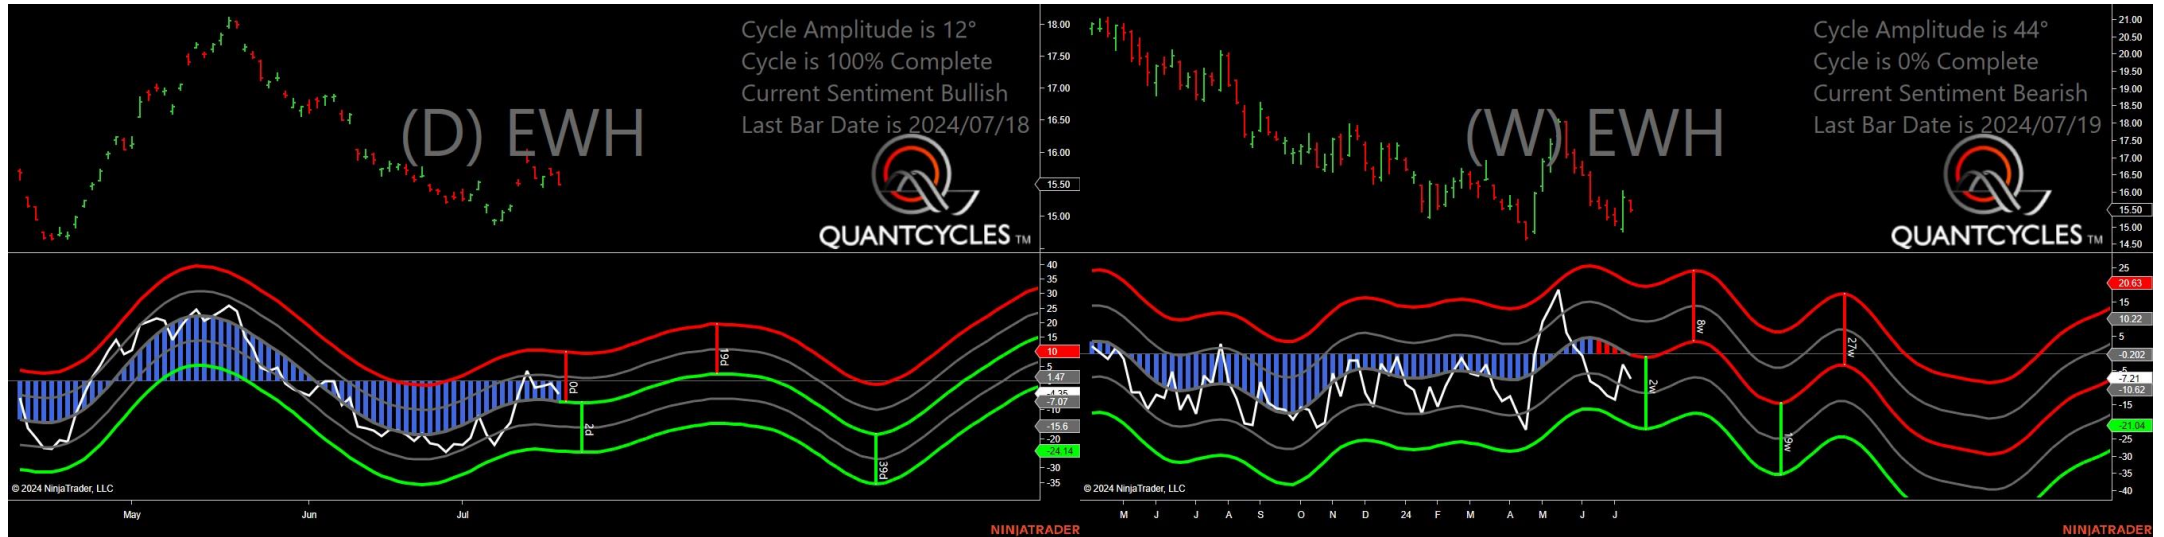 Cycle Amplitude is 12°
Cycle is 100% Complete
Current Sentiment Bullish
Last Bar Date is 2024/07/18
(D) EWH
QUANTCYCLES TM
18.00
17.50
17.00
16.50
16.00
15.50
15.00
40
35
30
25
20
15
10
5
1.47
-7.07
-10
-15.6
-20
-24.14
-30
-35
0d
2d
19d
39d
© 2024 NinjaTrader, LLC
May Jun Jul
NINJATRADER
Cycle Amplitude is 44°
Cycle is 0% Complete
Current Sentiment Bearish
Last Bar Date is 2024/07/19
(W) EWH
QUANTCYCLES TM
21.00
20.50
20.00
19.50
19.00
18.50
18.00
17.50
17.00
16.50
16.00
15.50
15.00
14.50
25
20.63
15
10.22
5
-0.202
-7.21
-10.62
-15
-21.04
-25
-30
-35
-40
8w
2w
19w
27w
© 2024 NinjaTrader, LLC
M J J A S O N D 24 F M A M J J
NINJATRADER